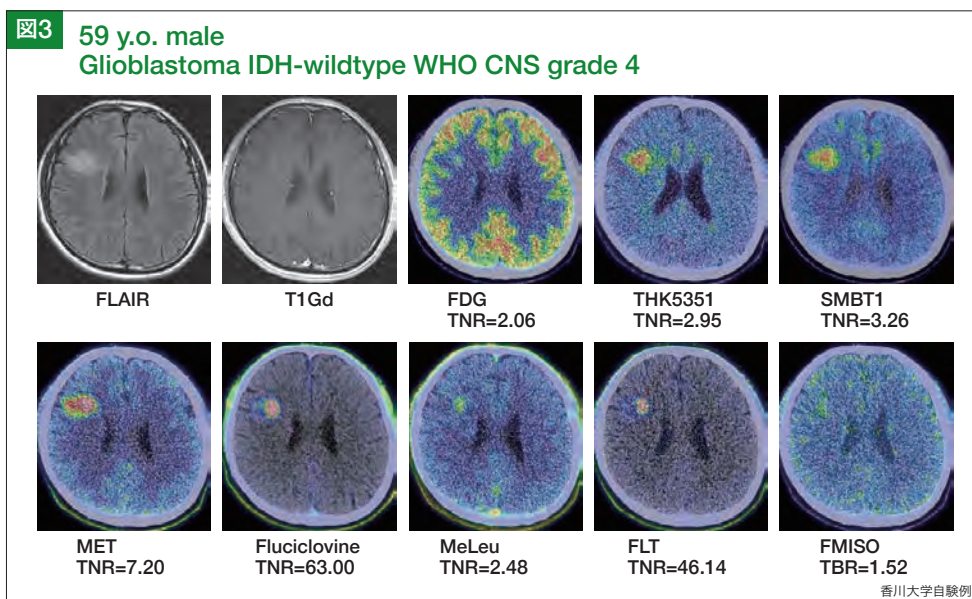 図3
59 y.o. male
Glioblastoma IDH-wildtype WHO CNS grade 4
FLAIR
T1Gd
FDG
TNR=2.06
THK5351
TNR=2.95
SMBT1
TNR=3.26
MET
TNR=7.20
Fluciclovine
TNR=63.00
MeLeu
TNR=2.48
FLT
TNR=46.14
FMISO
TBR=1.52
香川大学自験例